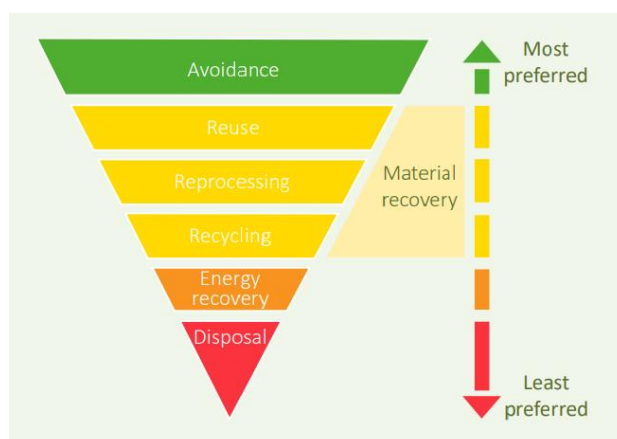 Avoidance
Most
preferred
Reuse
Reprocessing
Material
recovery
Recycling
Energy
recovery
Disposal
Least
preferred